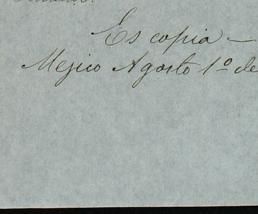 Es copia —
Mejico Agosto 1º de